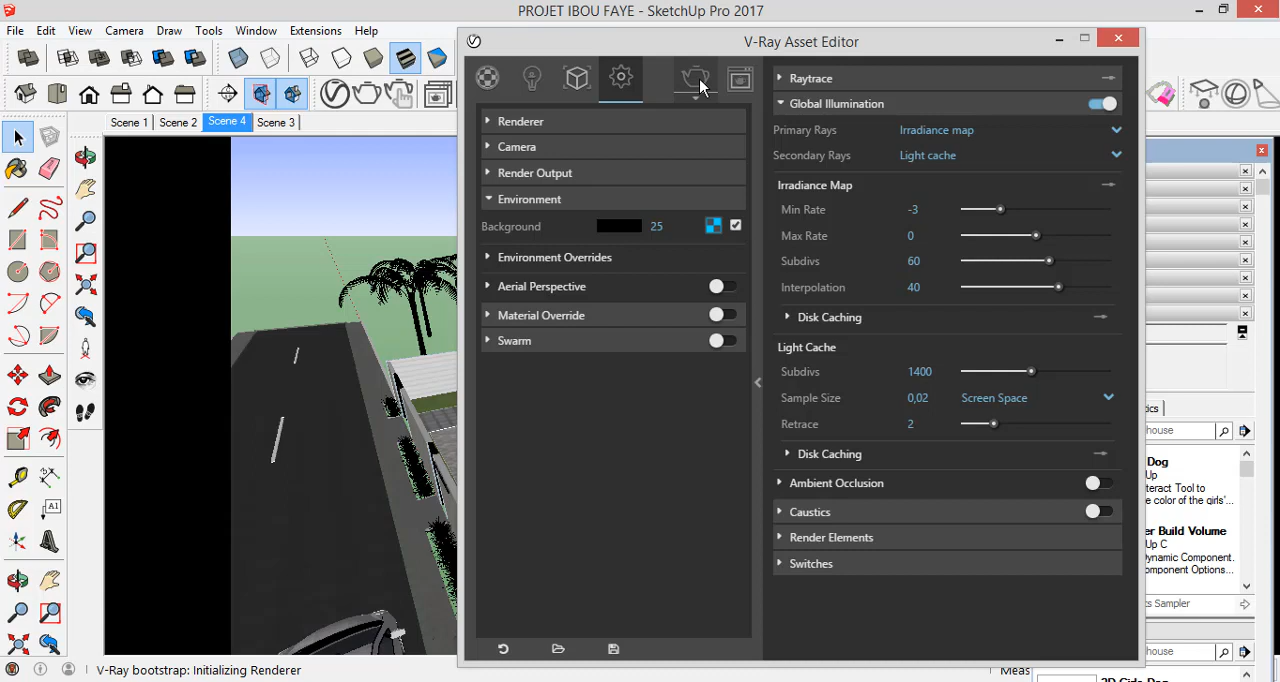 PROJET IBOU FAYE - SketchUp Pro 2017
File Edit View Camera Draw Tools Window Extensions Help
V-Ray Asset Editor
Scene 1 Scene 2 Scene 4 Scene 3
Renderer
Camera
Render Output
Environment
Background 25
Environment Overrides
Aerial Perspective
Material Override
Swarm
Raytrace
Global Illumination
Primary Rays Irradiance map
Secondary Rays Light cache
Irradiance Map
Min Rate -3
Max Rate 0
Subdivs 60
Interpolation 40
Disk Caching
Light Cache
Subdivs 1400
Sample Size 0,02 Screen Space
Retrace 2
Disk Caching
Ambient Occlusion
Caustics
Render Elements
Switches
A1
tics
house
Dog
Up
teract Tool to
e color of the girls'...
er Build Volume
Up C
Dynamic Component.
omponent Options...
ts Sampler
house
V-Ray bootstrap: Initializing Renderer
Meas